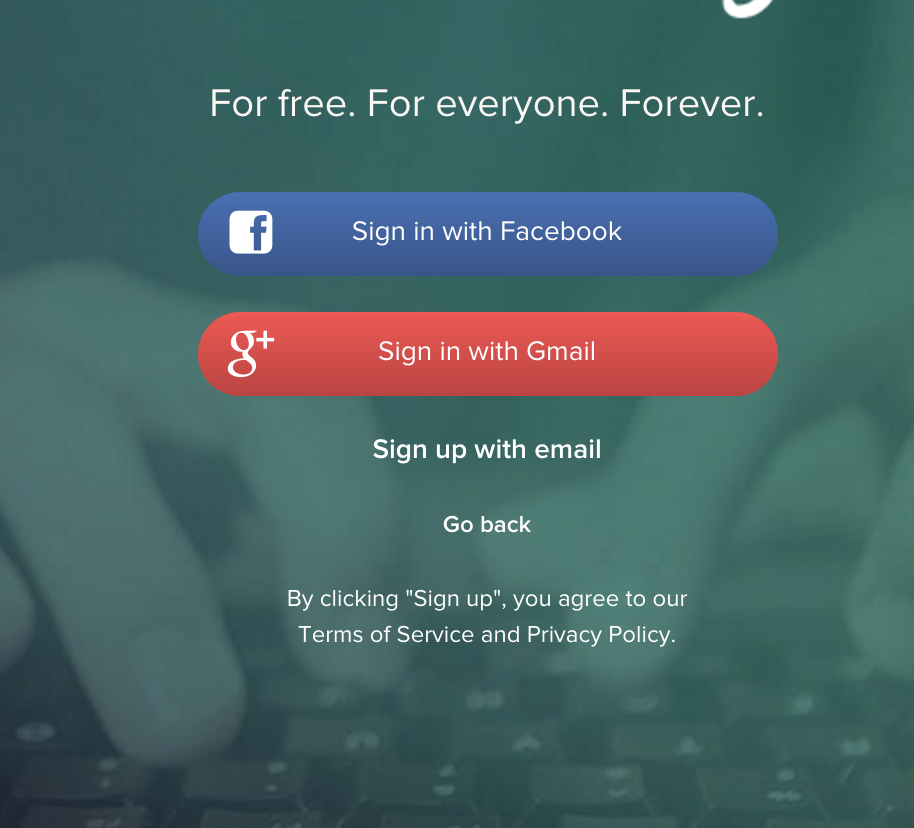 For free. For everyone. Forever.
Sign in with Facebook
g+
Sign in with Gmail
Sign up with email
Go back
By clicking "Sign up", you agree to our
Terms of Service and Privacy Policy.